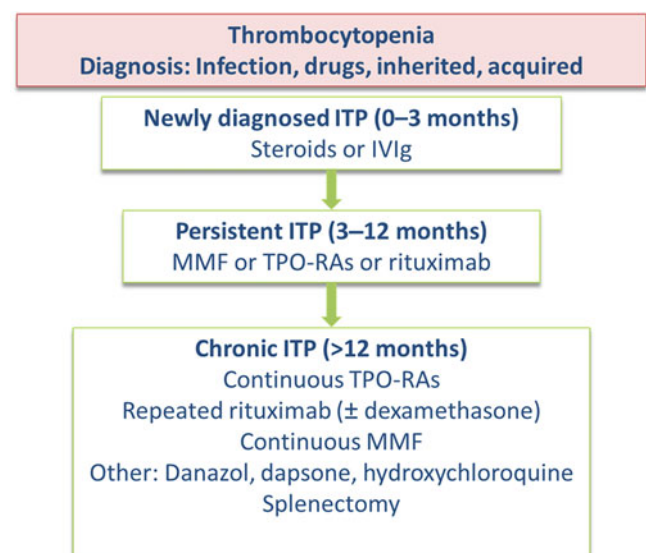 Thrombocytopenia
Diagnosis: Infection, drugs, inherited, acquired
Newly diagnosed ITP (0–3 months)
Steroids or IVIg
Persistent ITP (3–12 months)
MMF or TPO-RAs or rituximab
Chronic ITP (>12 months)
Continuous TPO-RAs
Repeated rituximab (± dexamethasone)
Continuous MMF
Other: Danazol, dapsone, hydroxychloroquine
Splenectomy